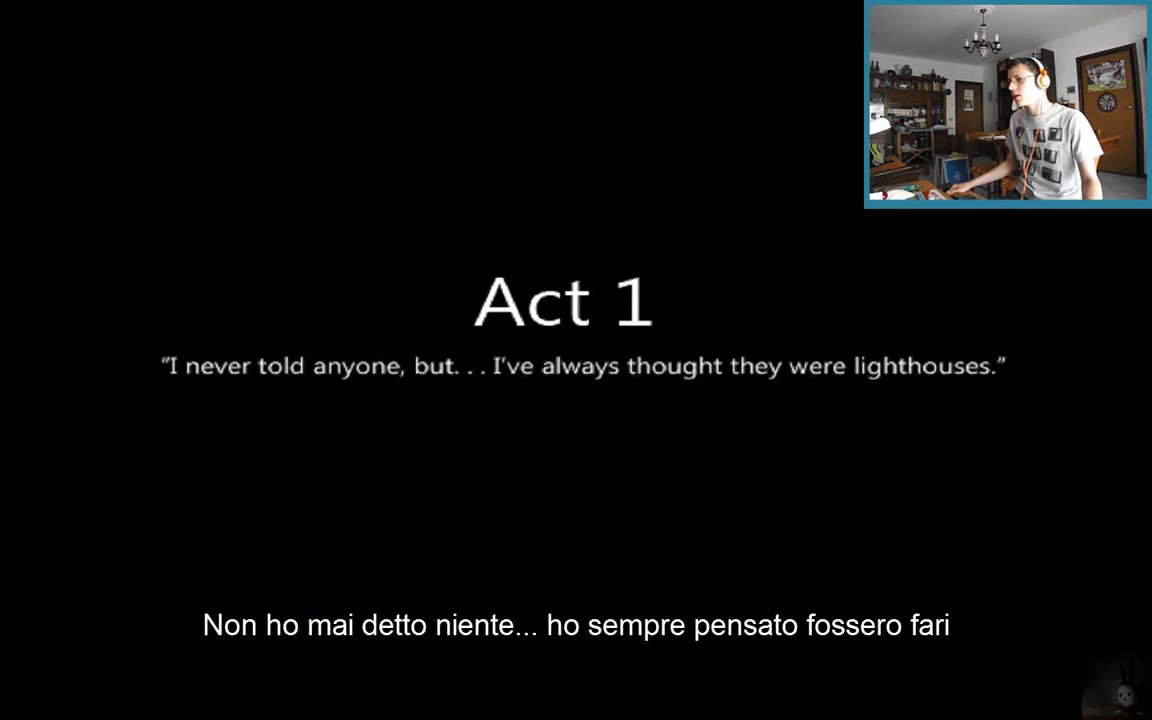 Act 1
“I never told anyone, but. . . I’ve always thought they were lighthouses.”
Non ho mai detto niente... ho sempre pensato fossero fari